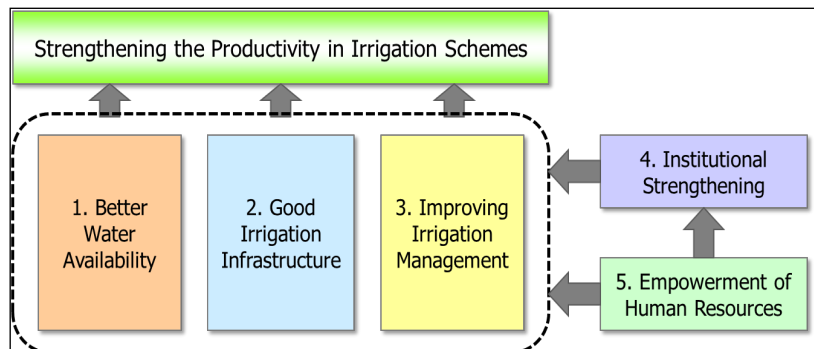 Strengthening the Productivity in Irrigation Schemes
1. Better
Water
Availability
2. Good
Irrigation
Infrastructure
3. Improving
Irrigation
Management
4. Institutional
Strengthening
5. Empowerment of
Human Resources